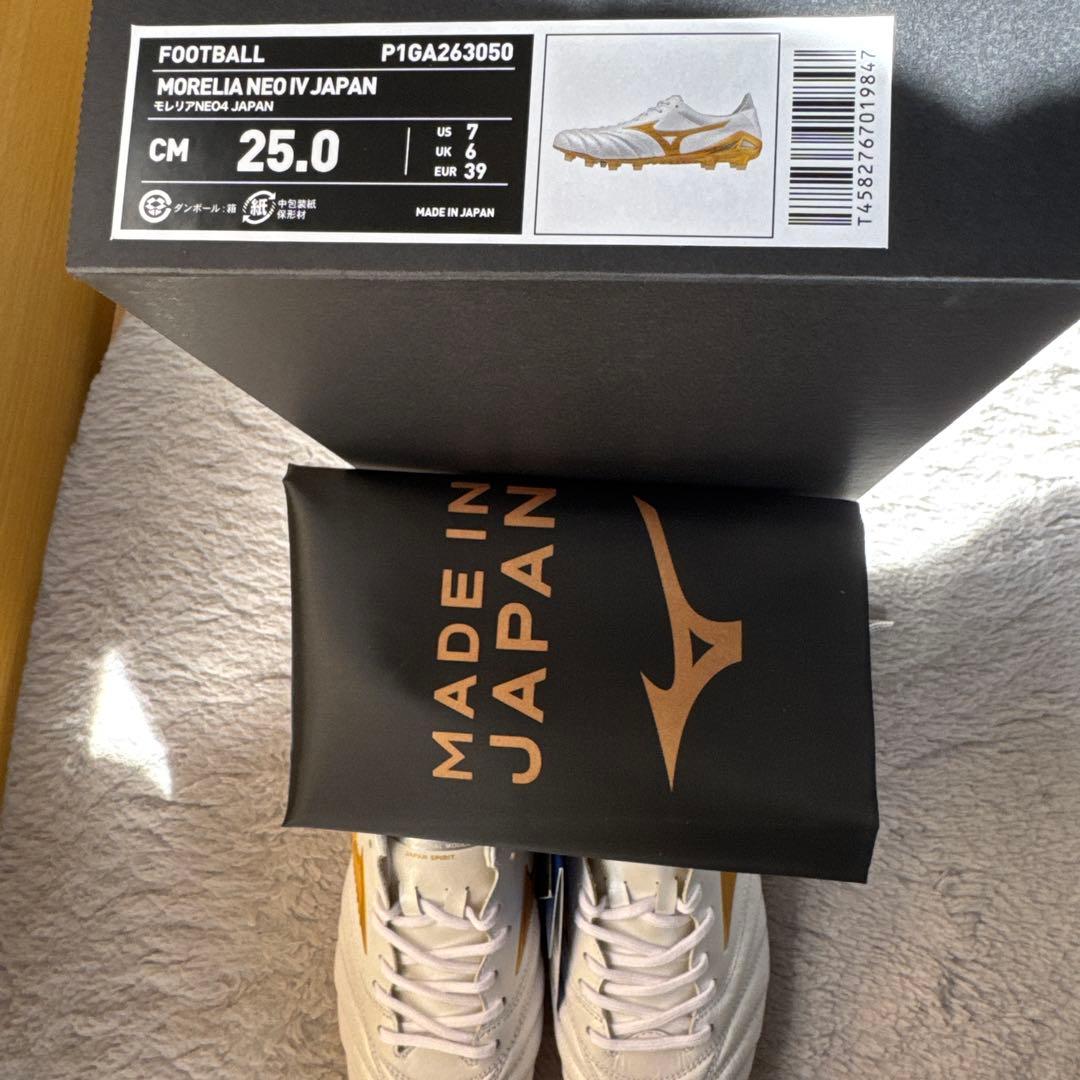 FOOTBALL P1GA263050
MORELIA NEO IV JAPAN
モレリアNEO4 JAPAN
CM 25.0
US 7
UK 6
EUR 39
ダンボール:箱
紙
中包装紙
保形材
MADE IN JAPAN
T4582767019847
MADE IN
JAPAN
JAPAN SPIRIT